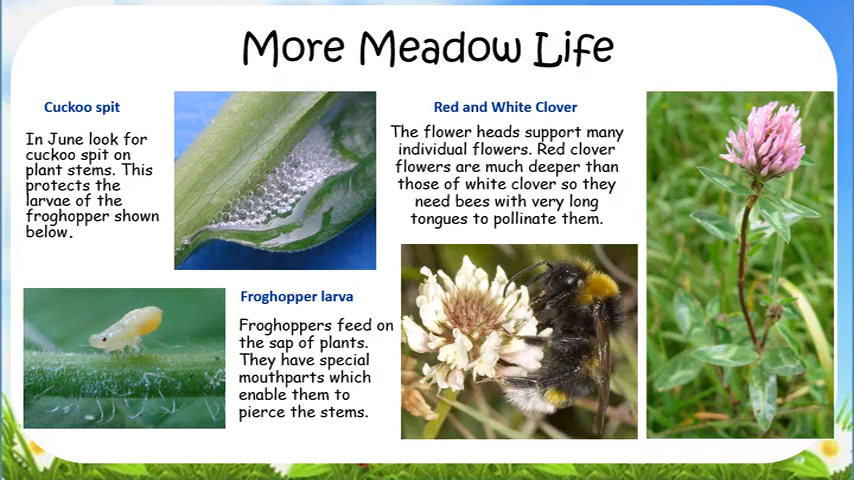 More Meadow Life
Cuckoo spit
In June look for
cuckoo spit on
plant stems. This
protects the
larvae of the
froghopper shown
below.
Froghopper larva
Froghoppers feed on
the sap of plants.
They have special
mouthparts which
enable them to
pierce the stems.
Red and White Clover
The flower heads support many
individual flowers. Red clover
flowers are much deeper than
those of white clover so they
need bees with very long
tongues to pollinate them.